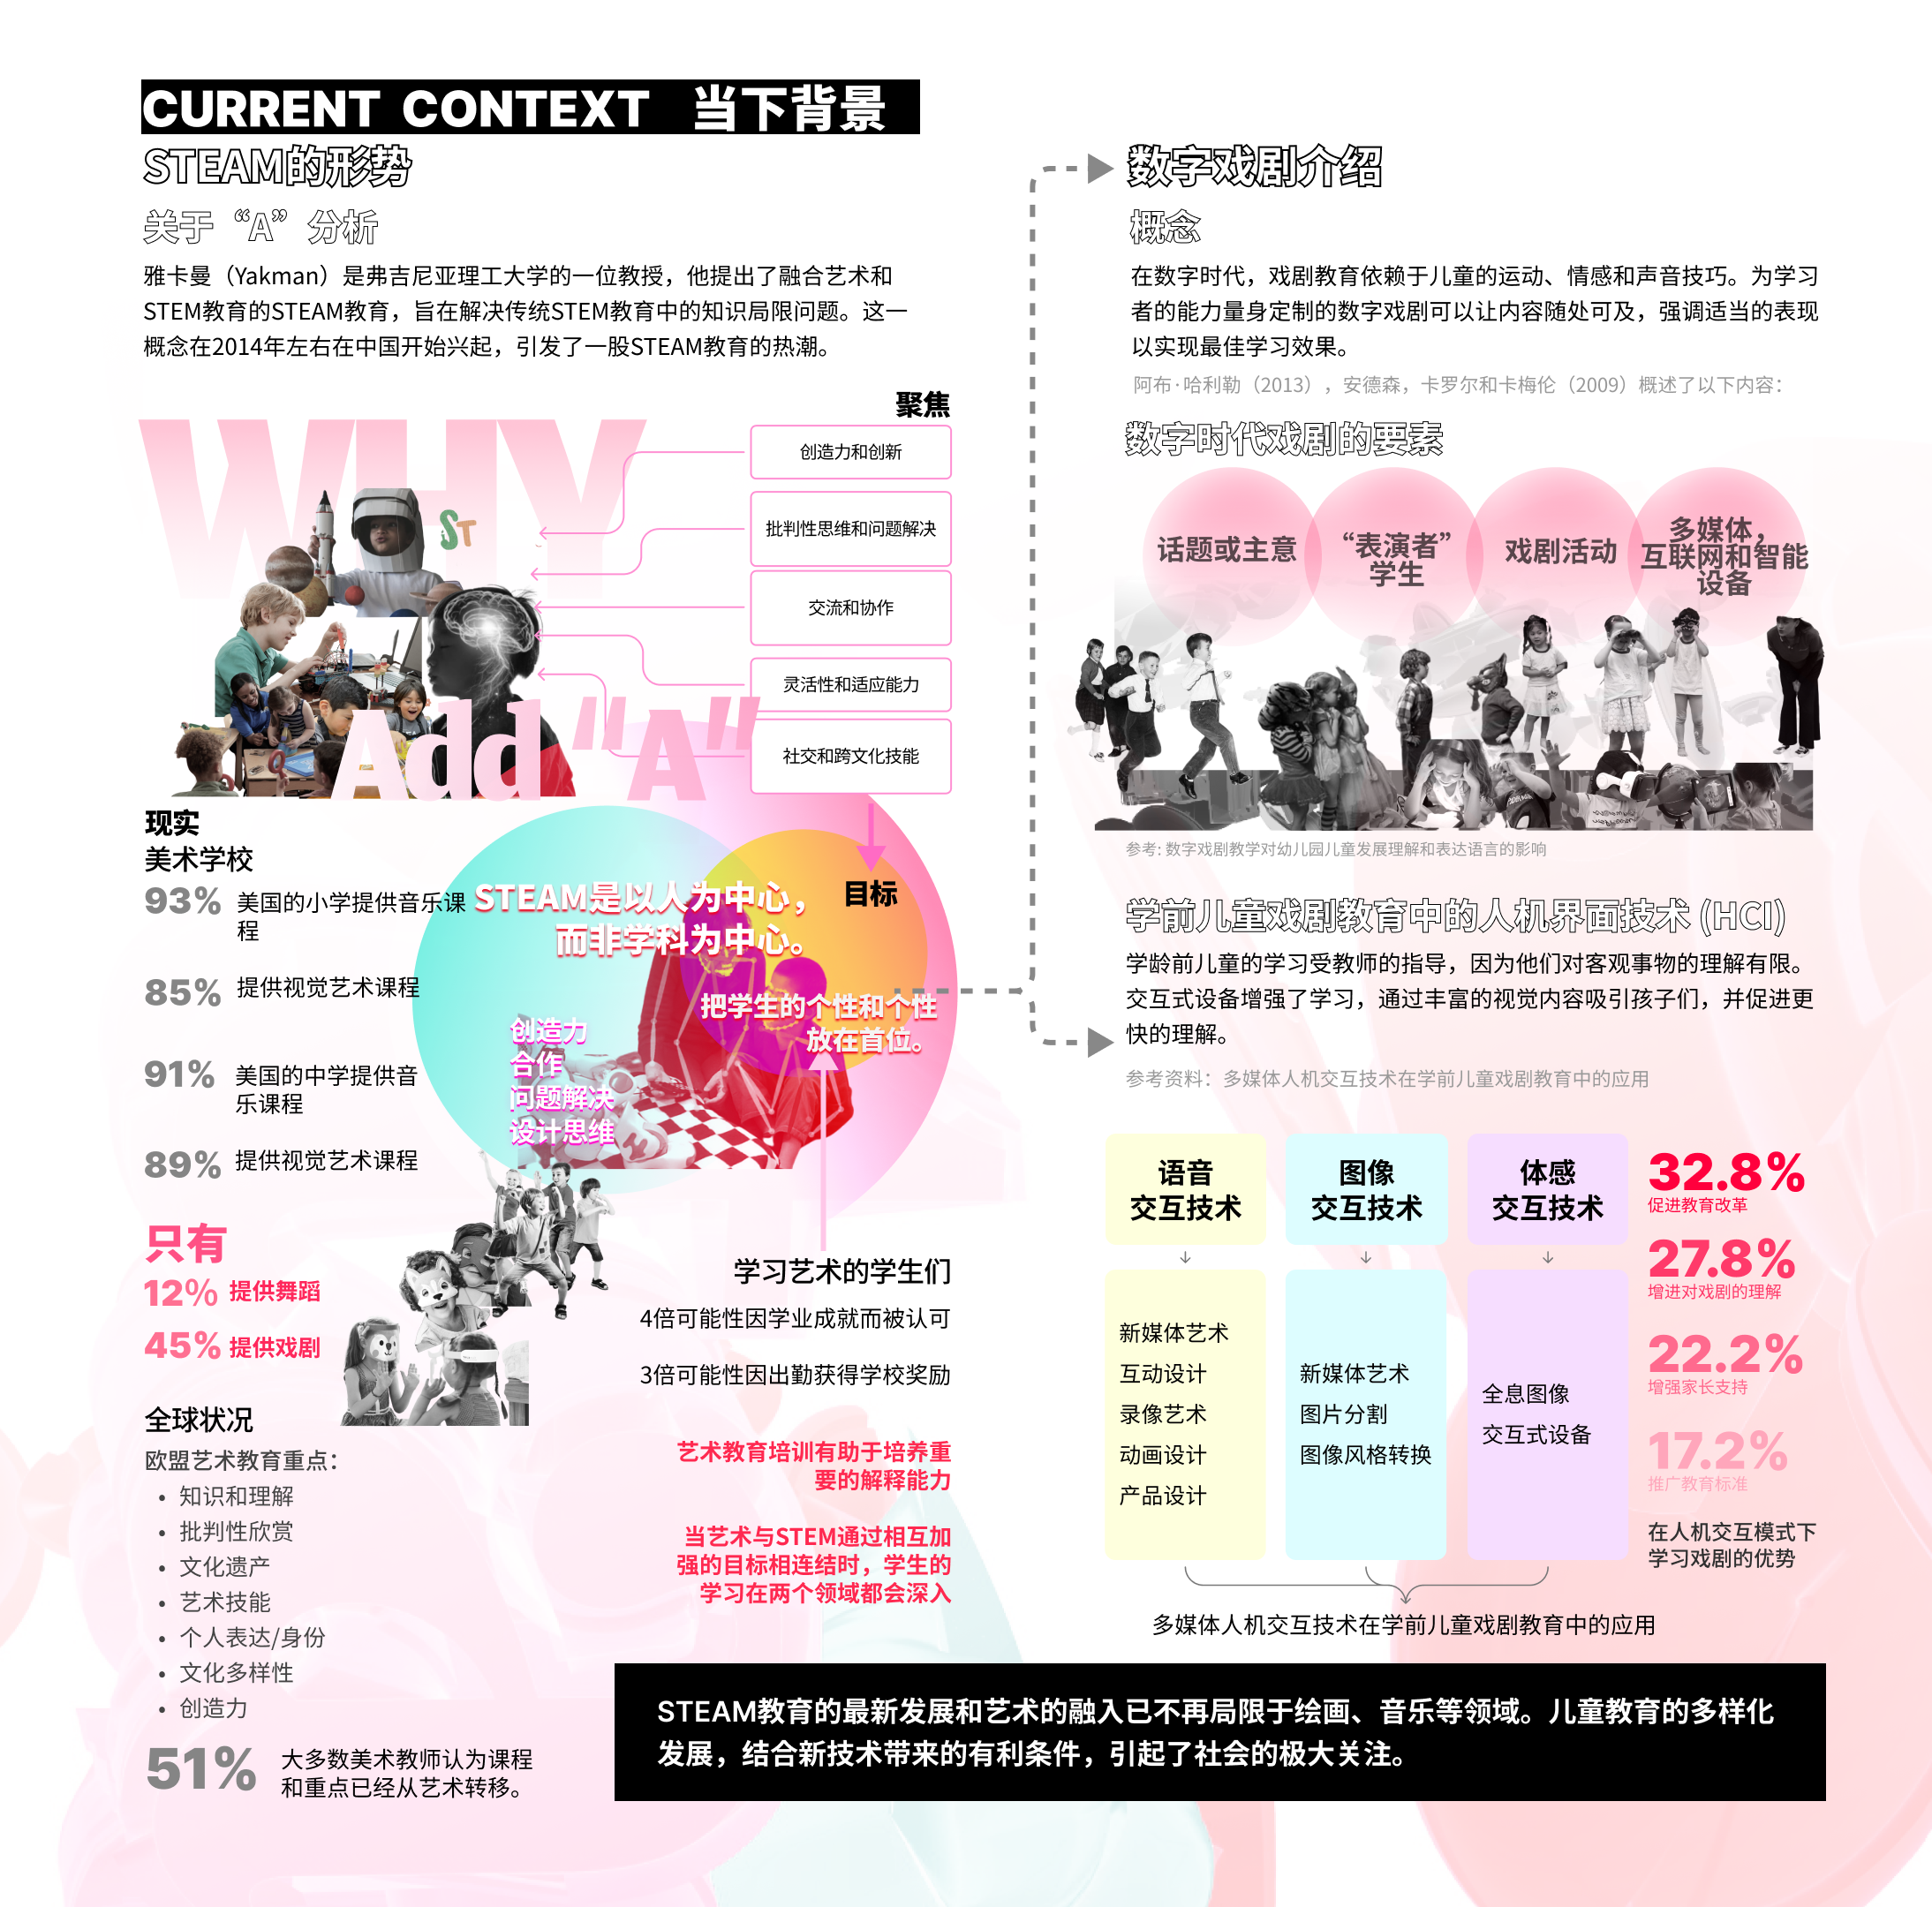 CURRENT CONTEXT 当下背景
STEAM的形势
关于“A”分析
雅卡曼（Yakman）是弗吉尼亚理工大学的一位教授，他提出了融合艺术和
STEM教育的STEAM教育，旨在解决传统STEM教育中的知识局限问题。这一
概念在2014年左右在中国开始兴起，引发了一股STEAM教育的热潮。
WHY
ST
Add "A"
聚焦
创造力和创新
批判性思维和问题解决
交流和协作
灵活性和适应能力
社交和跨文化技能
现实
美术学校
93% 美国的小学提供音乐课
程
85% 提供视觉艺术课程
91% 美国的中学提供音
乐课程
89% 提供视觉艺术课程
只有
12% 提供舞蹈
45% 提供戏剧
STEAM是以人为中心，
而非学科为中心。
目标
把学生的个性和个性
放在首位。
创造力
合作
问题解决
设计思维
学习艺术的学生们
4倍可能性因学业成就而被认可
3倍可能性因出勤获得学校奖励
艺术教育培训有助于培养重
要的解释能力
当艺术与STEM通过相互加
强的目标相连结时，学生的
学习在两个领域都会深入
全球状况
欧盟艺术教育重点：
• 知识和理解
• 批判性欣赏
• 文化遗产
• 艺术技能
• 个人表达/身份
• 文化多样性
• 创造力
51% 大多数美术教师认为课程
和重点已经从艺术转移。
数字戏剧介绍
概念
在数字时代，戏剧教育依赖于儿童的运动、情感和声音技巧。为学习
者的能力量身定制的数字戏剧可以让内容随处可及，强调适当的表现
以实现最佳学习效果。
阿布·哈利勒（2013），安德森，卡罗尔和卡梅伦（2009）概述了以下内容：
数字时代戏剧的要素
话题或主意
“表演者”
学生
戏剧活动
多媒体，
互联网和智能
设备
参考: 数字戏剧教学对幼儿园儿童发展理解和表达语言的影响
学前儿童戏剧教育中的人机界面技术 (HCI)
学龄前儿童的学习受教师的指导，因为他们对客观事物的理解有限。
交互式设备增强了学习，通过丰富的视觉内容吸引孩子们，并促进更
快的理解。
参考资料：多媒体人机交互技术在学前儿童戏剧教育中的应用
语音
交互技术
新媒体艺术
互动设计
录像艺术
动画设计
产品设计
图像
交互技术
新媒体艺术
图片分割
图像风格转换
体感
交互技术
全息图像
交互式设备
32.8%
促进教育改革
27.8%
增进对戏剧的理解
22.2%
增强家长支持
17.2%
推广教育标准
在人机交互模式下
学习戏剧的优势
多媒体人机交互技术在学前儿童戏剧教育中的应用
STEAM教育的最新发展和艺术的融入已不再局限于绘画、音乐等领域。儿童教育的多样化
发展，结合新技术带来的有利条件，引起了社会的极大关注。